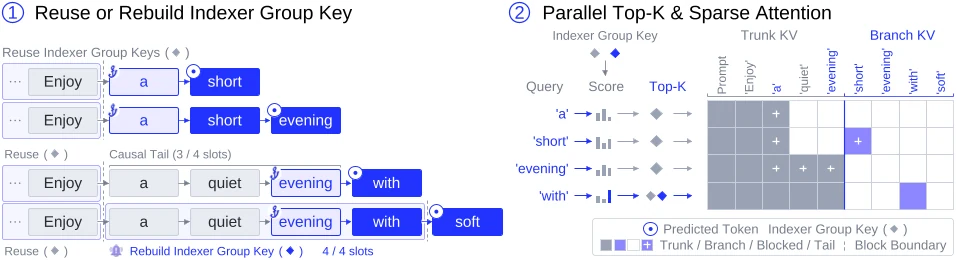 ① Reuse or Rebuild Indexer Group Key
Reuse Indexer Group Keys (◆)
··· Enjoy a short
··· Enjoy a short evening
Reuse (◆) Causal Tail (3 / 4 slots)
··· Enjoy a quiet evening with
··· Enjoy a quiet evening with soft
Reuse (◆) Rebuild Indexer Group Key (◆) 4 / 4 slots
② Parallel Top-K & Sparse Attention
Indexer Group Key
Trunk KV Branch KV
Query Score Top-K
Prompt 'Enjoy' 'a' 'quiet' 'evening' 'short' 'evening' 'with' 'soft'
'a' +
'short' + +
'evening' + + +
'with'
Predicted Token Indexer Group Key (◆)
+ Trunk / Branch / Blocked / Tail ¦ Block Boundary